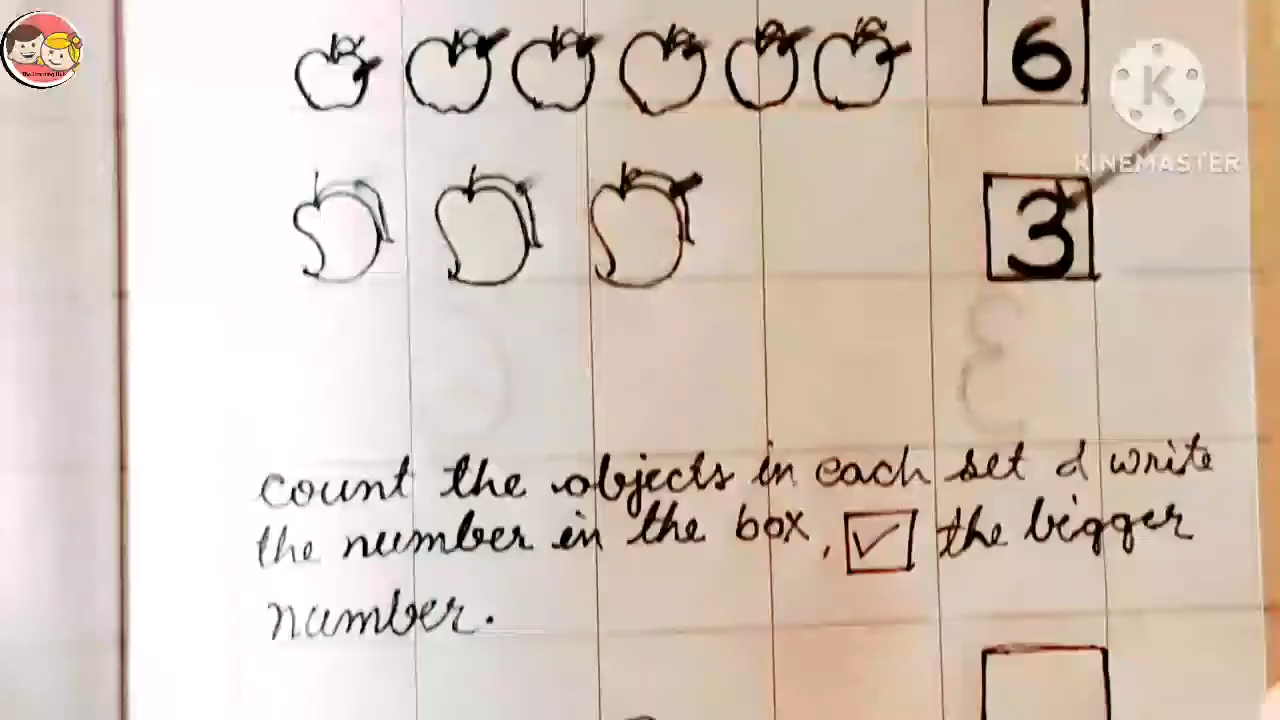 6
KINEMASTER
3
count the objects in each set & write
the number in the box, ☑ the bigger
number.